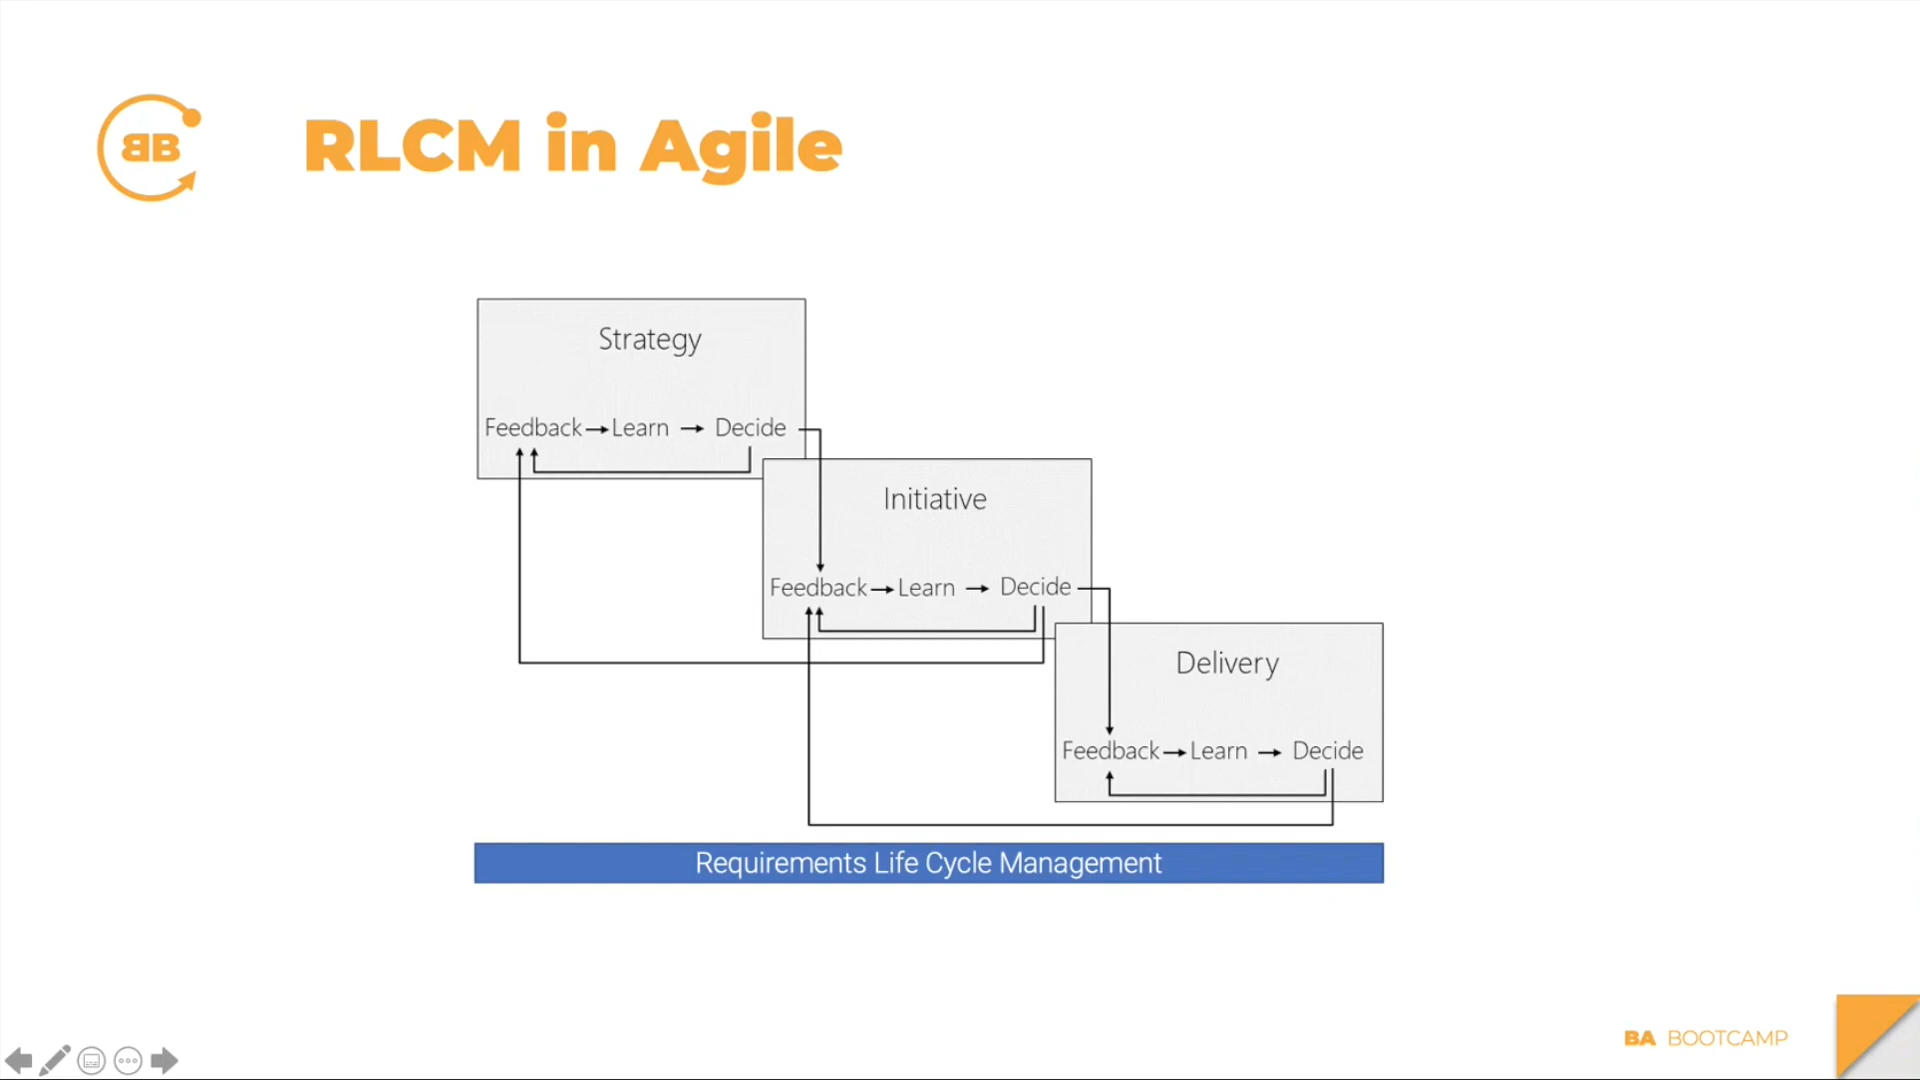 BB
RLCM in Agile
Strategy
Feedback Learn Decide
Initiative
Feedback Learn Decide
Delivery
Feedback Learn Decide
Requirements Life Cycle Management
BA BOOTCAMP